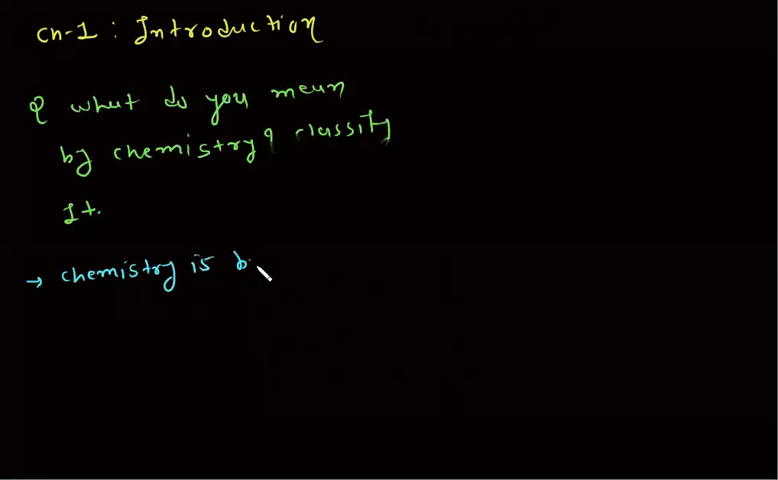 Ch-1 : Introduction
Q what do you mean
by chemistry? classify
It.
→ chemistry is b